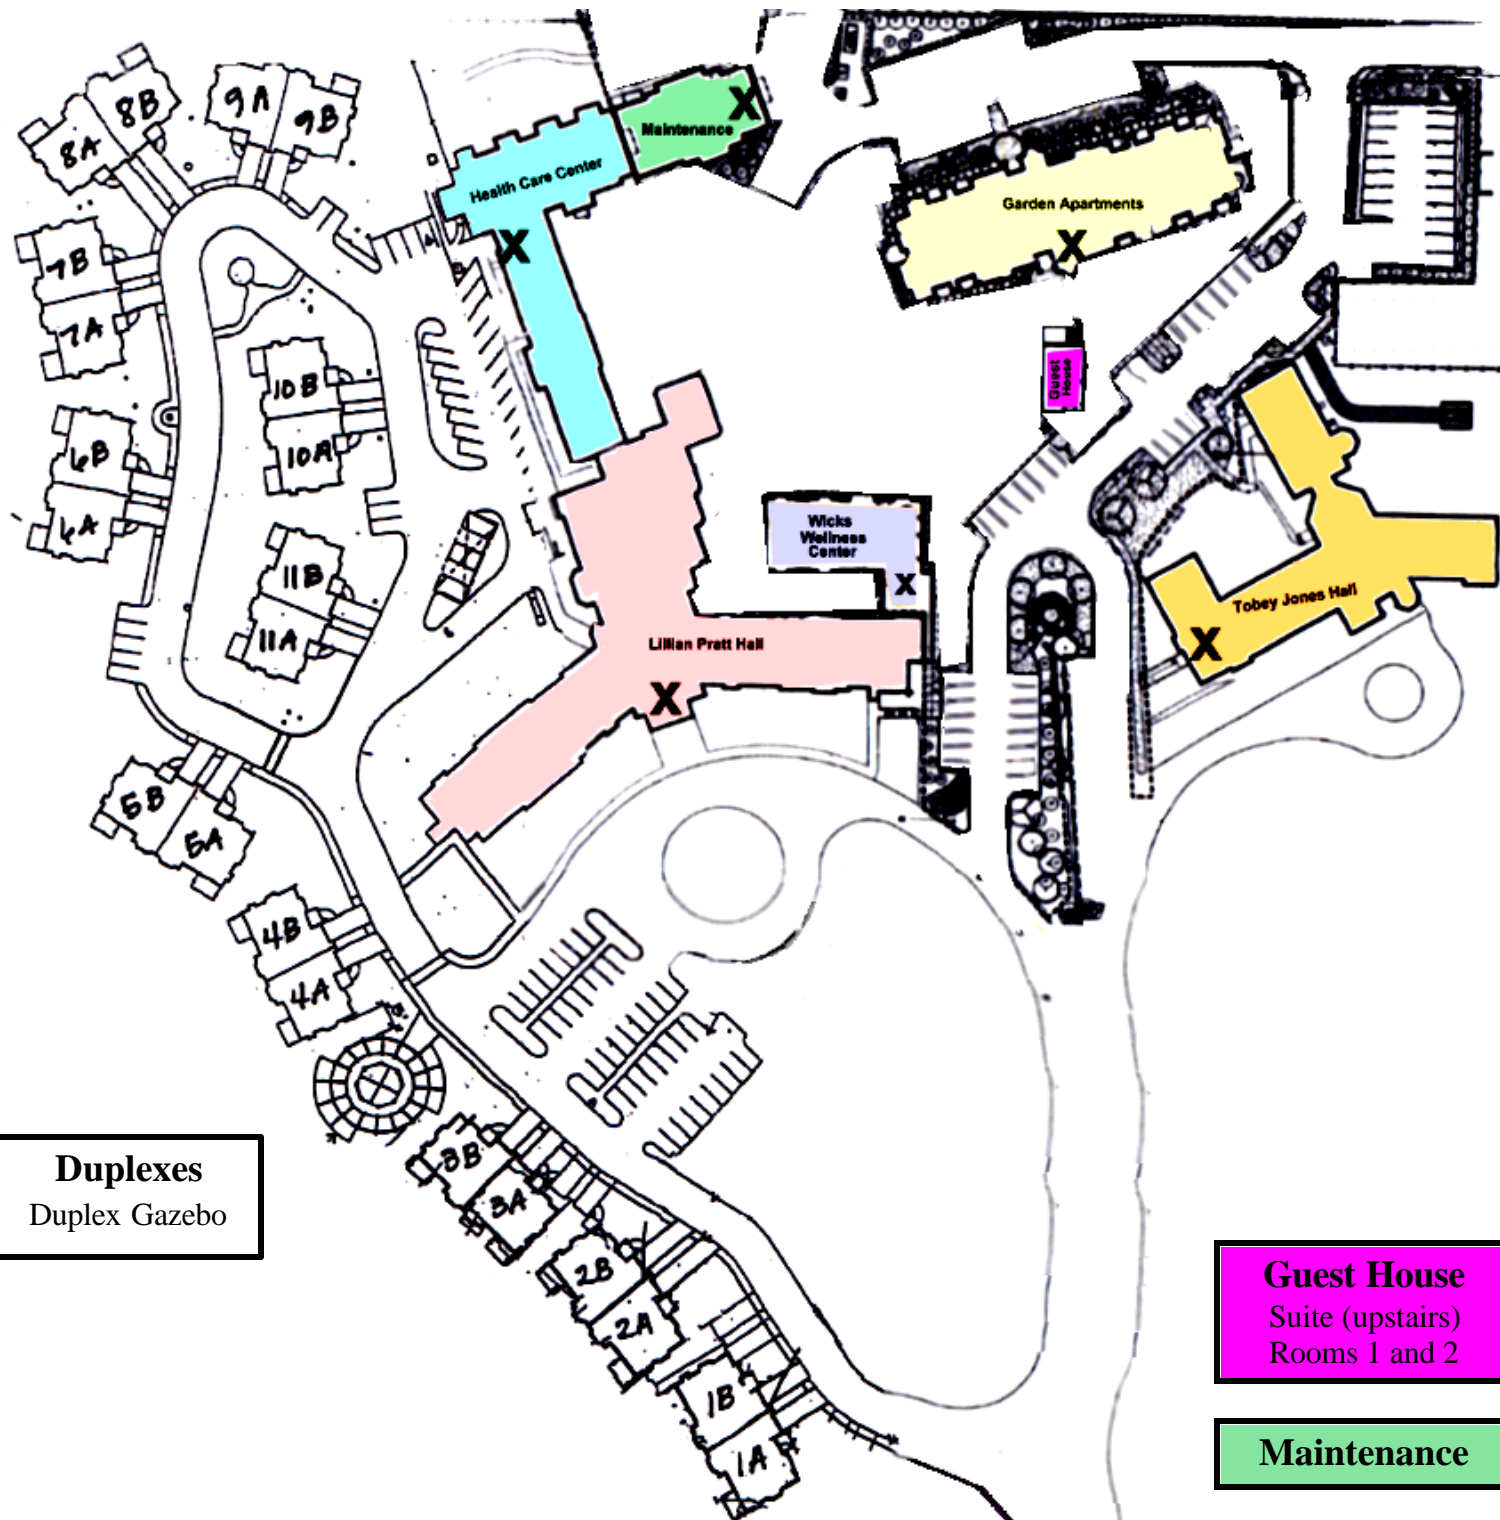 8B
9A
9B
8A
X
Maintenance
Health Care Center
Garden Apartments
X
X
7B
7A
Guest
House
10B
10A
6B
6A
Wicks
Wellness
Center
X
11B
11A
Tobey Jones Hall
X
Lillian Pratt Hall
X
5B
5A
4B
4A
3B
3A
Duplexes
Duplex Gazebo
2B
2A
Guest House
Suite (upstairs)
Rooms 1 and 2
1B
1A
Maintenance